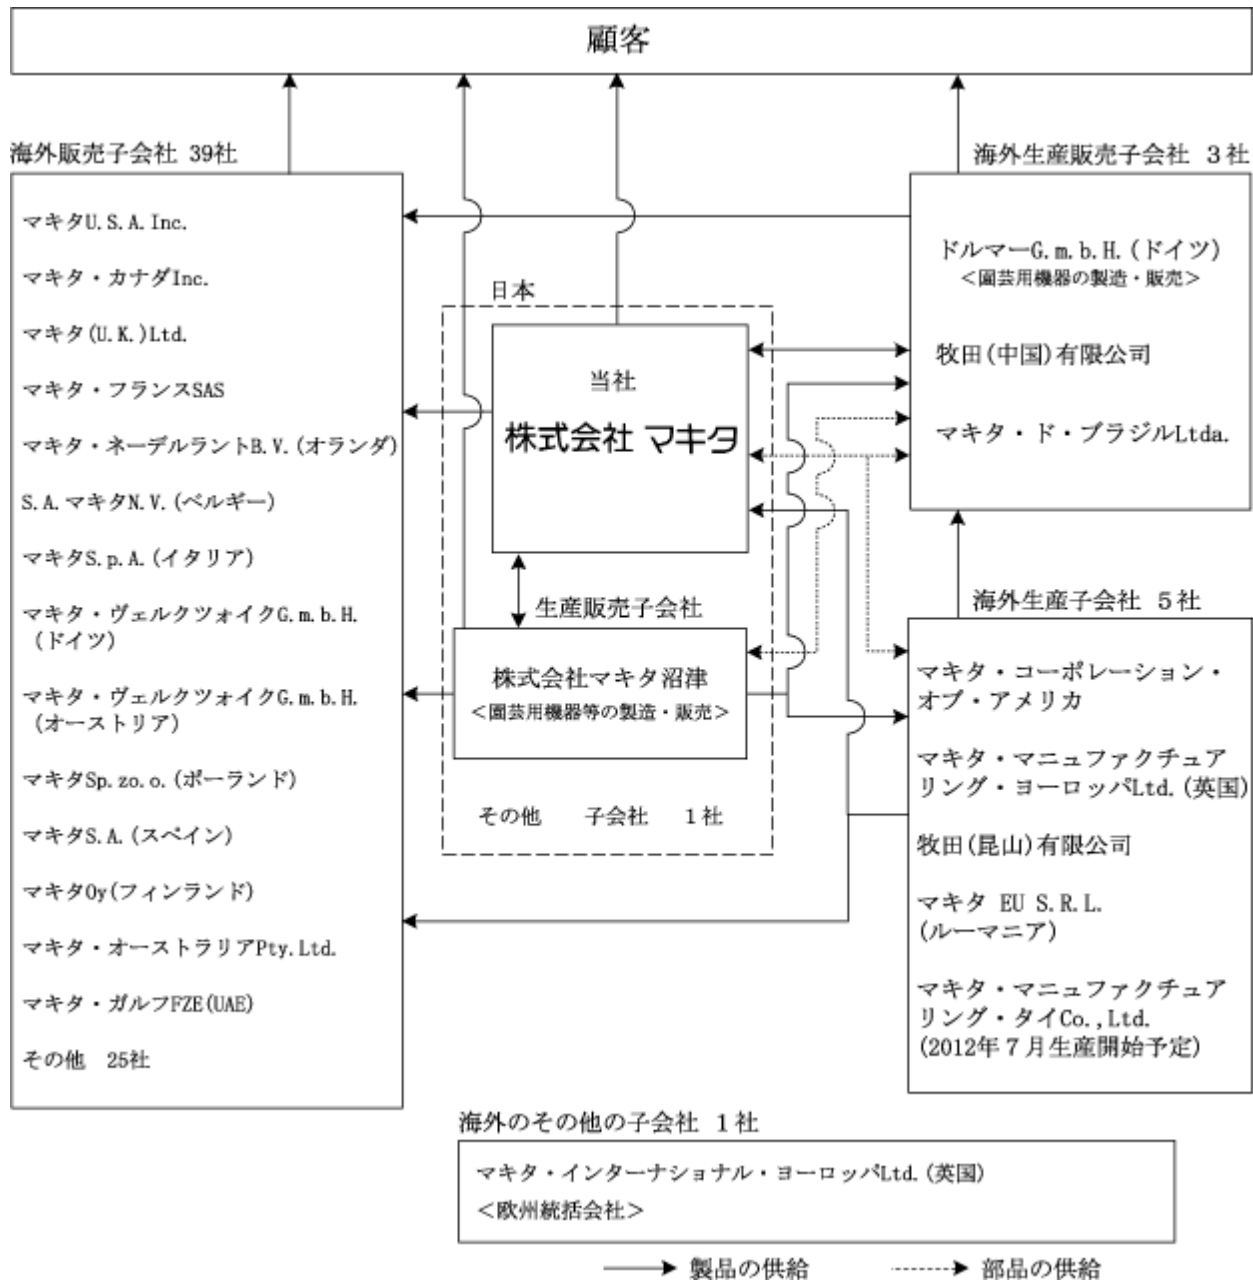 顧客
海外販売子会社 39社
マキタU.S.A.Inc.
マキタ・カナダInc.
マキタ(U.K.)Ltd.
マキタ・フランスSAS
マキタ・ネーデルラントB.V.(オランダ)
S.A.マキタN.V.(ベルギー)
マキタS.p.A.(イタリア)
マキタ・ヴェルクツォイクG.m.b.H.
(ドイツ)
マキタ・ヴェルクツォイクG.m.b.H.
(オーストリア)
マキタSp.zo.o.(ポーランド)
マキタS.A.(スペイン)
マキタOy(フィンランド)
マキタ・オーストラリアPty.Ltd.
マキタ・ガルフFZE(UAE)
その他 25社
日本
当社
株式会社 マキタ
生産販売子会社
株式会社マキタ沼津
＜園芸用機器等の製造・販売＞
その他 子会社 1社
海外生産販売子会社 3社
ドルマーG.m.b.H.(ドイツ)
＜園芸用機器の製造・販売＞
牧田(中国)有限公司
マキタ・ド・ブラジルLtda.
海外生産子会社 5社
マキタ・コーポレーション・
オブ・アメリカ
マキタ・マニュファクチュア
リング・ヨーロッパLtd.(英国)
牧田(昆山)有限公司
マキタ EU S.R.L.
(ルーマニア)
マキタ・マニュファクチュア
リング・タイCo.,Ltd.
(2012年7月生産開始予定)
海外のその他の子会社 1社
マキタ・インターナショナル・ヨーロッパLtd.(英国)
＜欧州統括会社＞
製品の供給
部品の供給